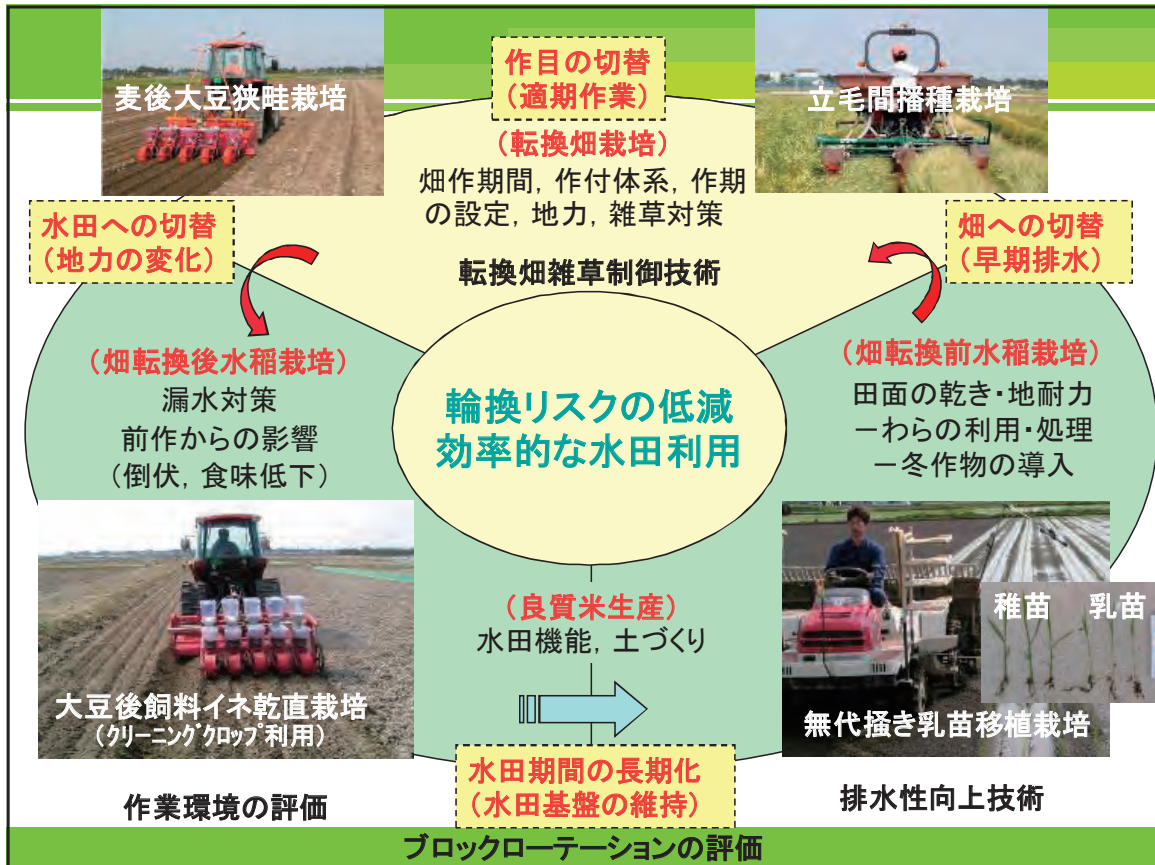 麦後大豆狭畦栽培
作目の切替
(適期作業)
立毛間播種栽培
(転換畑栽培)
畑作期間, 作付体系, 作期
の設定, 地力, 雑草対策
水田への切替
(地力の変化)
畑への切替
(早期排水)
転換畑雑草制御技術
(畑転換後水稲栽培)
漏水対策
前作からの影響
(倒伏, 食味低下)
輪換リスクの低減
効率的な水田利用
(畑転換前水稲栽培)
田面の乾き・地耐力
－わらの利用・処理
－冬作物の導入
(良質米生産)
水田機能, 土づくり
稚苗 乳苗
大豆後飼料イネ乾直栽培
(クリーニングクロップ利用)
無代掻き乳苗移植栽培
水田期間の長期化
(水田基盤の維持)
作業環境の評価
排水性向上技術
ブロックローテーションの評価